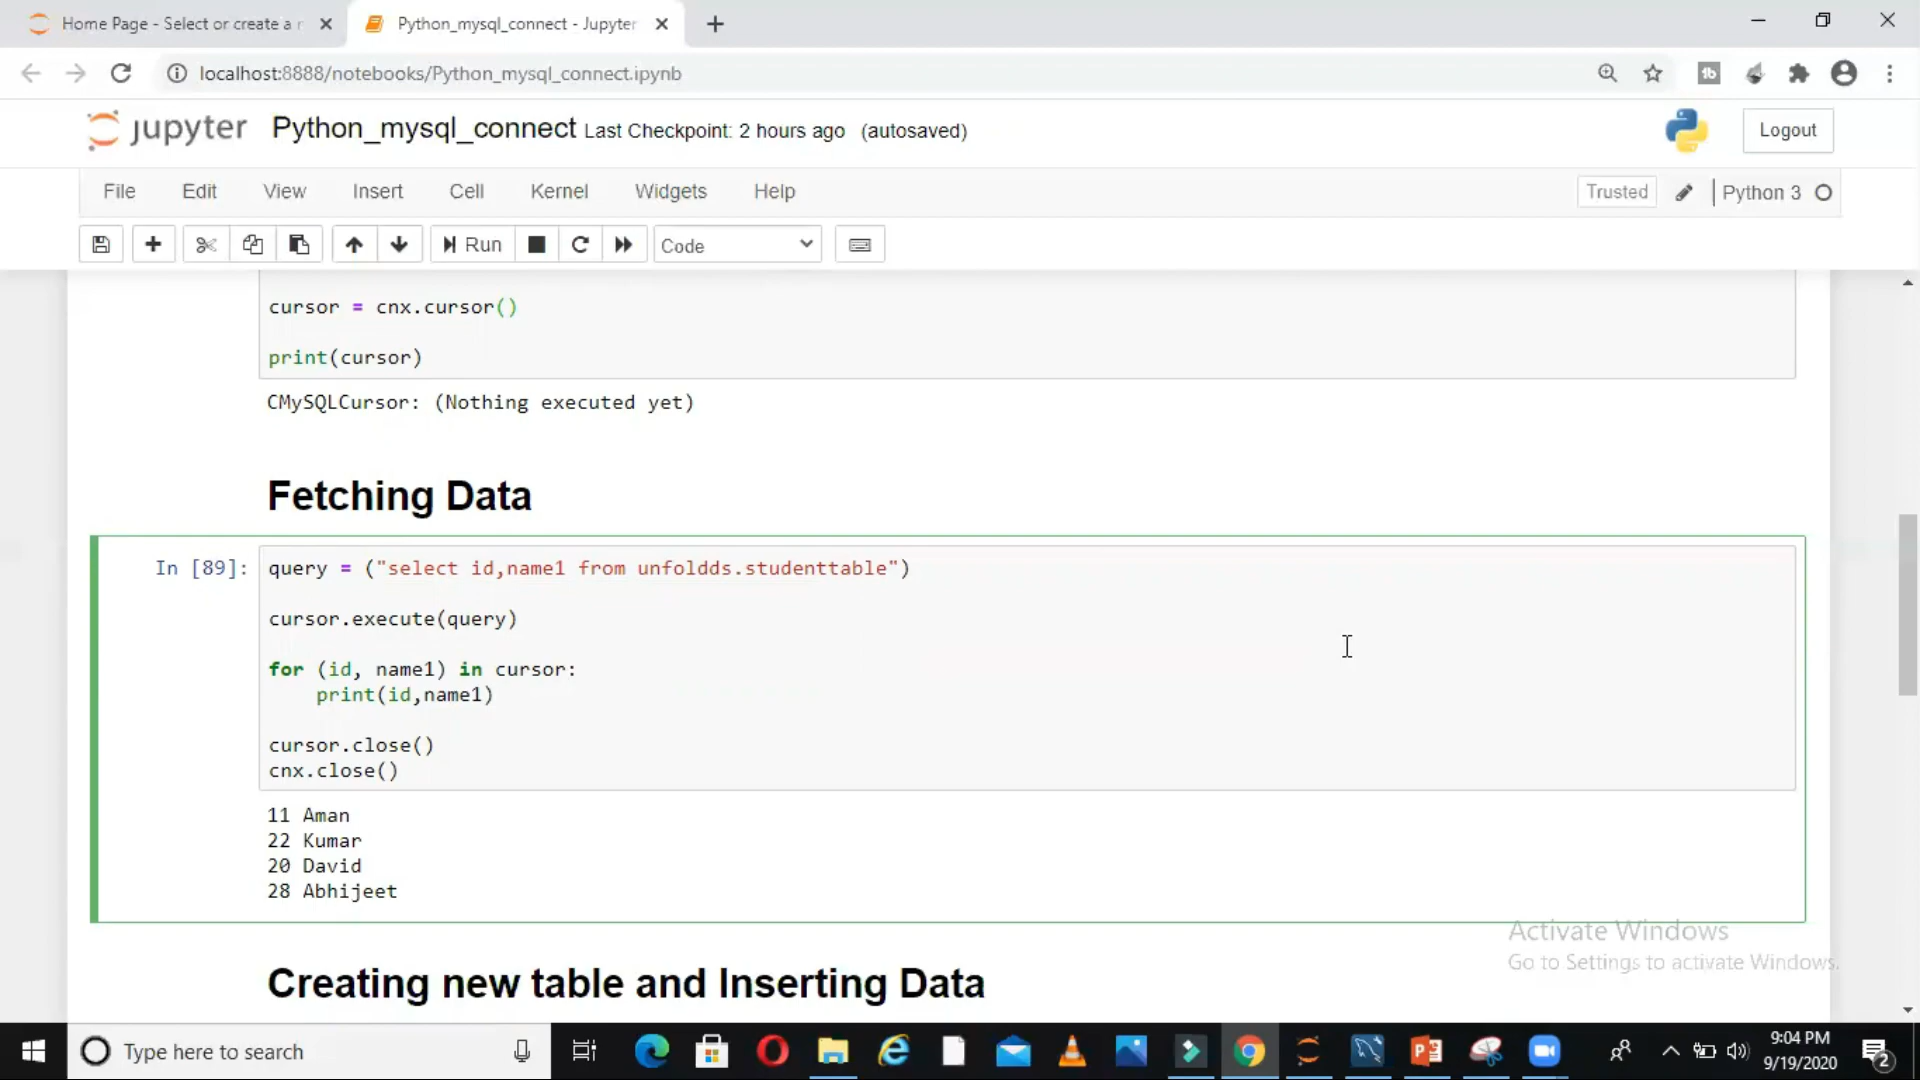 Home Page - Select or create a n
Python_mysql_connect - Jupyter
localhost:8888/notebooks/Python_mysql_connect.ipynb
jupyter Python_mysql_connect Last Checkpoint: 2 hours ago (autosaved)
Logout
File Edit View Insert Cell Kernel Widgets Help
Trusted
Python 3
Run
Code
cursor = cnx.cursor()
print(cursor)
CMySQLCursor: (Nothing executed yet)
Fetching Data
In [89]: query = ("select id,name1 from unfoldds.studenttable")
cursor.execute(query)
for (id, name1) in cursor:
print(id,name1)
cursor.close()
cnx.close()
11 Aman
22 Kumar
20 David
28 Abhijeet
Activate Windows
Go to Settings to activate Windows.
Creating new table and Inserting Data
Type here to search
9:04 PM
9/19/2020
2